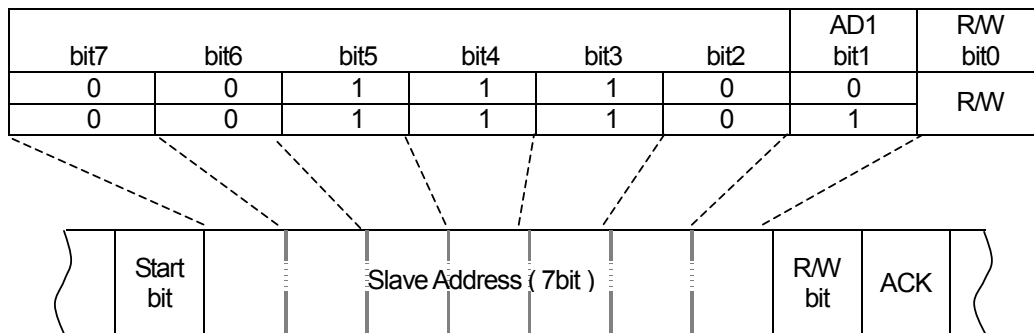 AD1 R/W
bit7 bit6 bit5 bit4 bit3 bit2 bit1 bit0
0 0 1 1 1 0 0
R/W
0 0 1 1 1 0 1
Start
bit
Slave Address ( 7bit )
R/W
bit
ACK